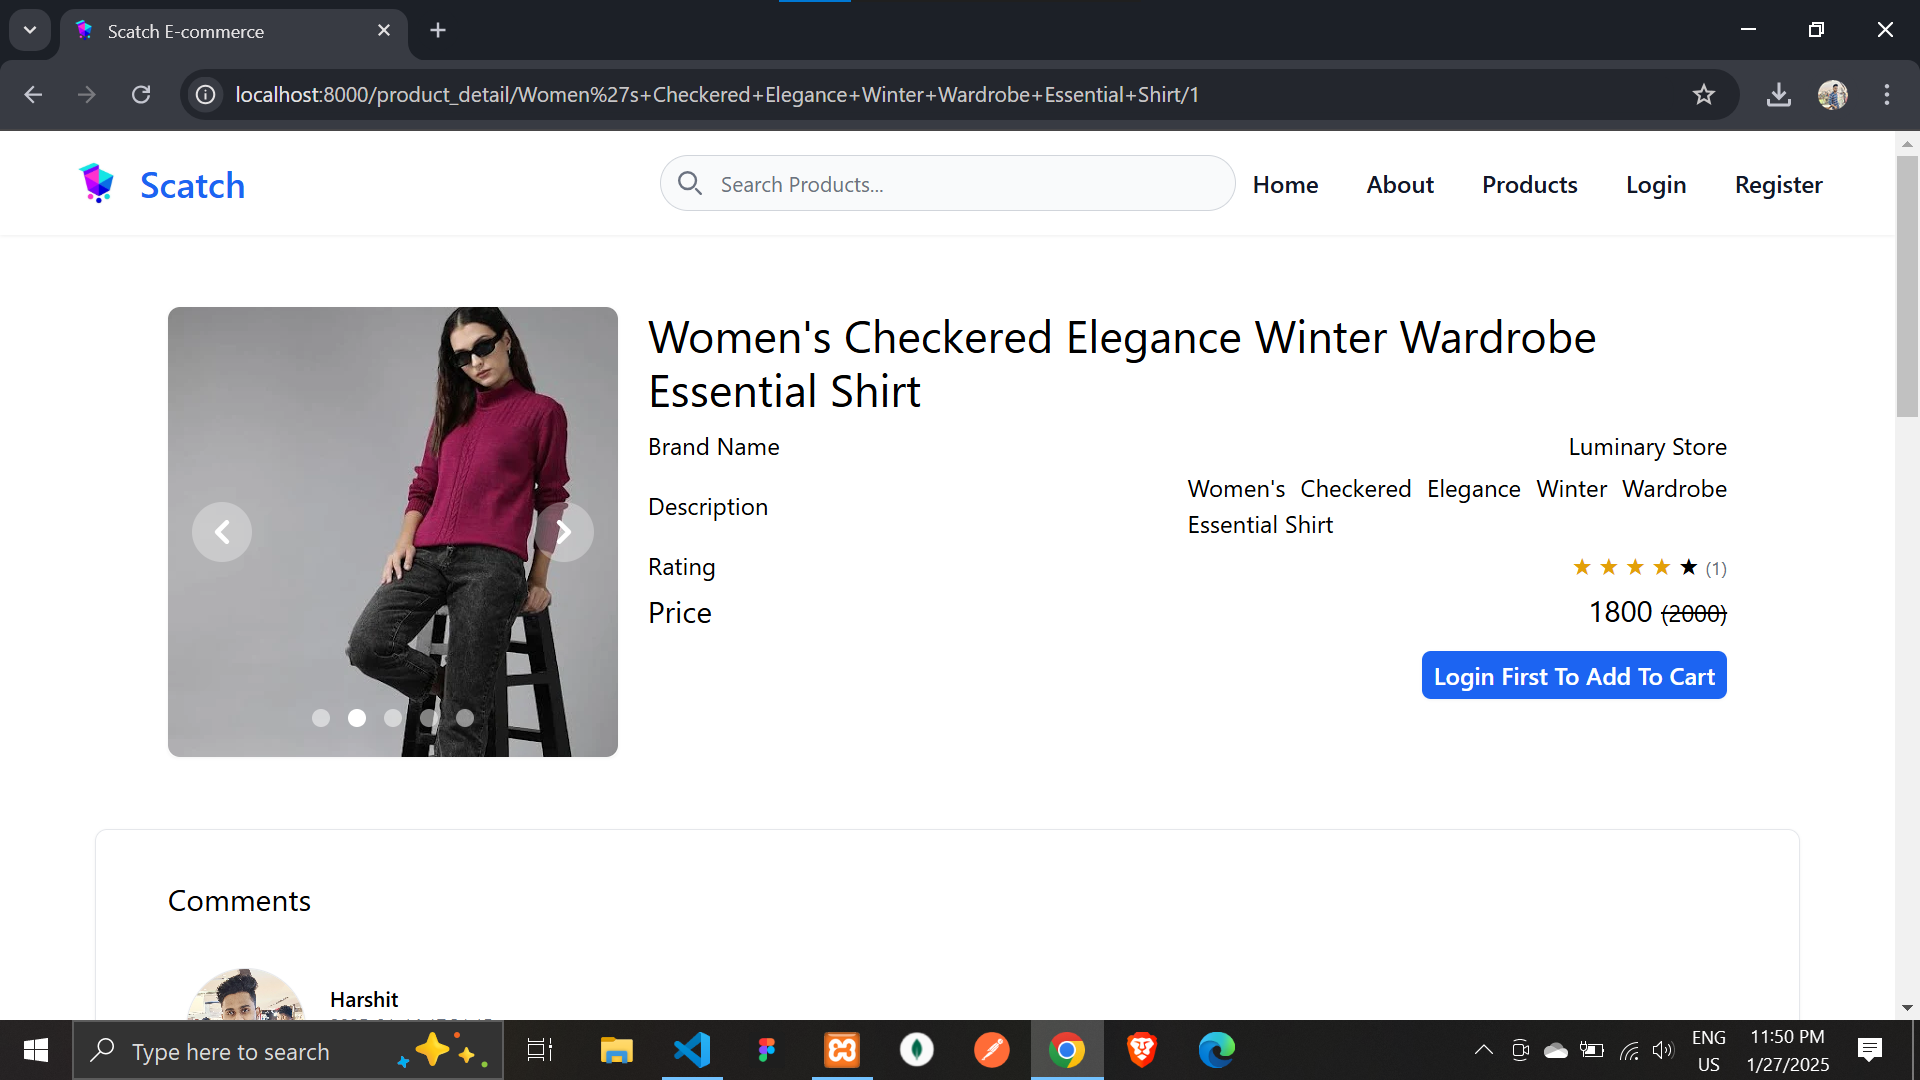 Scatch E-commerce
localhost:8000/product_detail/Women%27s+Checkered+Elegance+Winter+Wardrobe+Essential+Shirt/1
Scatch
Search Products...
Home
About
Products
Login
Register
Women's Checkered Elegance Winter Wardrobe
Essential Shirt
Brand Name
Luminary Store
Description
Women's Checkered Elegance Winter Wardrobe
Essential Shirt
Rating
★ ★ ★ ★ ★ (1)
Price
1800 (2000)
Login First To Add To Cart
Comments
Harshit
Type here to search
ENG
US
11:50 PM
1/27/2025